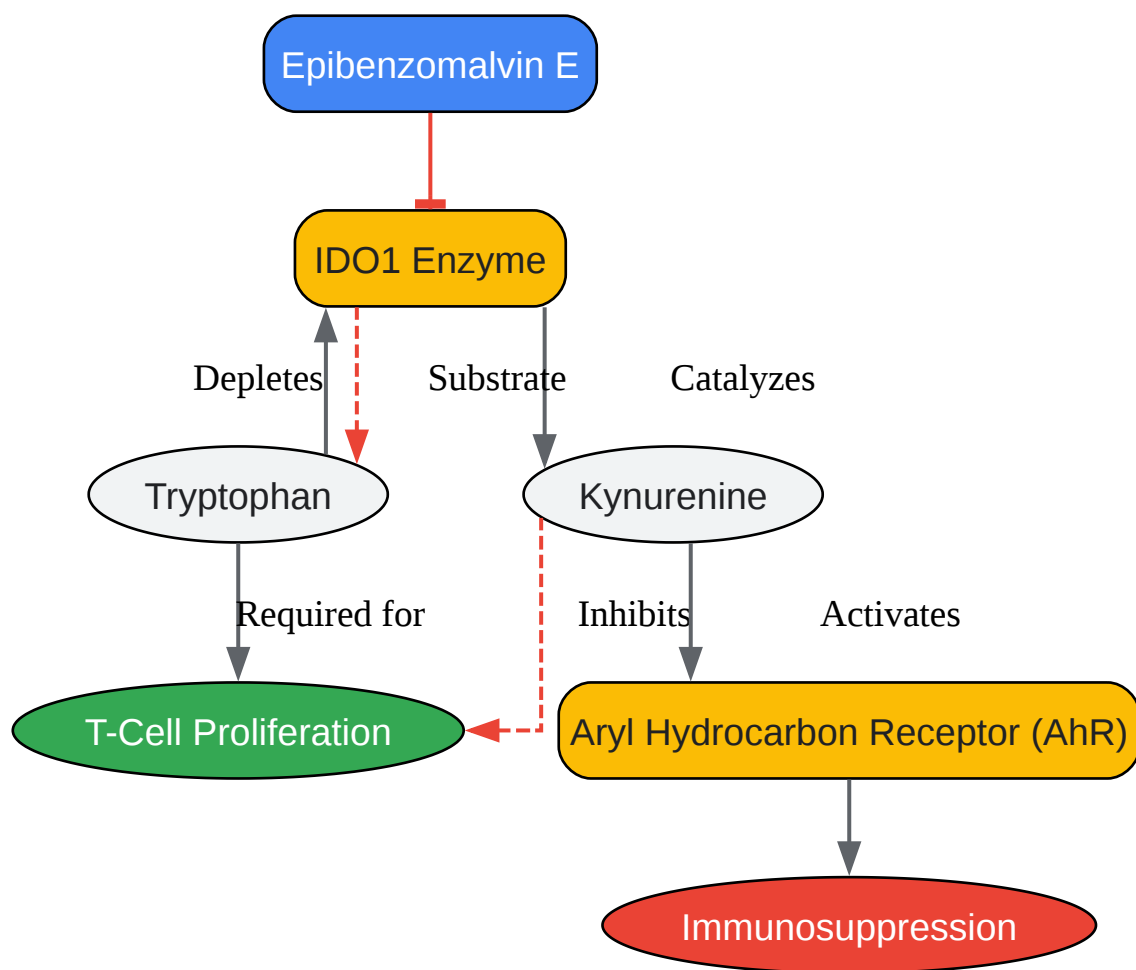 Epibenzomalvin E
IDO1 Enzyme
Depletes
Substrate
Catalyzes
Tryptophan
Kynurenine
Required for
Inhibits
Activates
T-Cell Proliferation
Aryl Hydrocarbon Receptor (AhR)
Immunosuppression